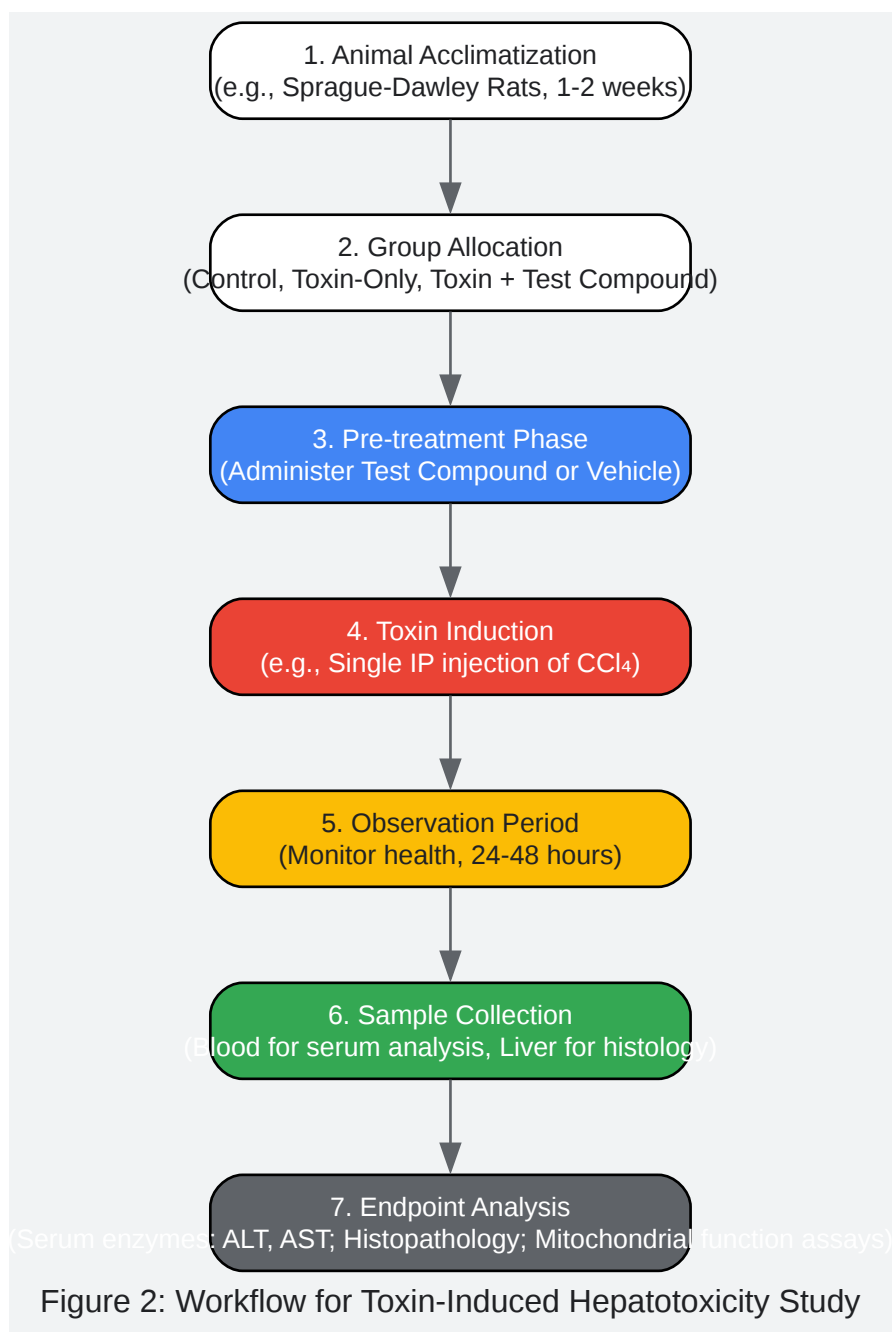 1. Animal Acclimatization
(e.g., Sprague-Dawley Rats, 1-2 weeks)
2. Group Allocation
(Control, Toxin-Only, Toxin + Test Compound)
3. Pre-treatment Phase
(Administer Test Compound or Vehicle)
4. Toxin Induction
(e.g., Single IP injection of CCl₄)
5. Observation Period
(Monitor health, 24-48 hours)
6. Sample Collection
(Blood for serum analysis, Liver for histology)
7. Endpoint Analysis
(Serum enzymes: ALT, AST; Histopathology; Mitochondrial function assays)
Figure 2: Workflow for Toxin-Induced Hepatotoxicity Study